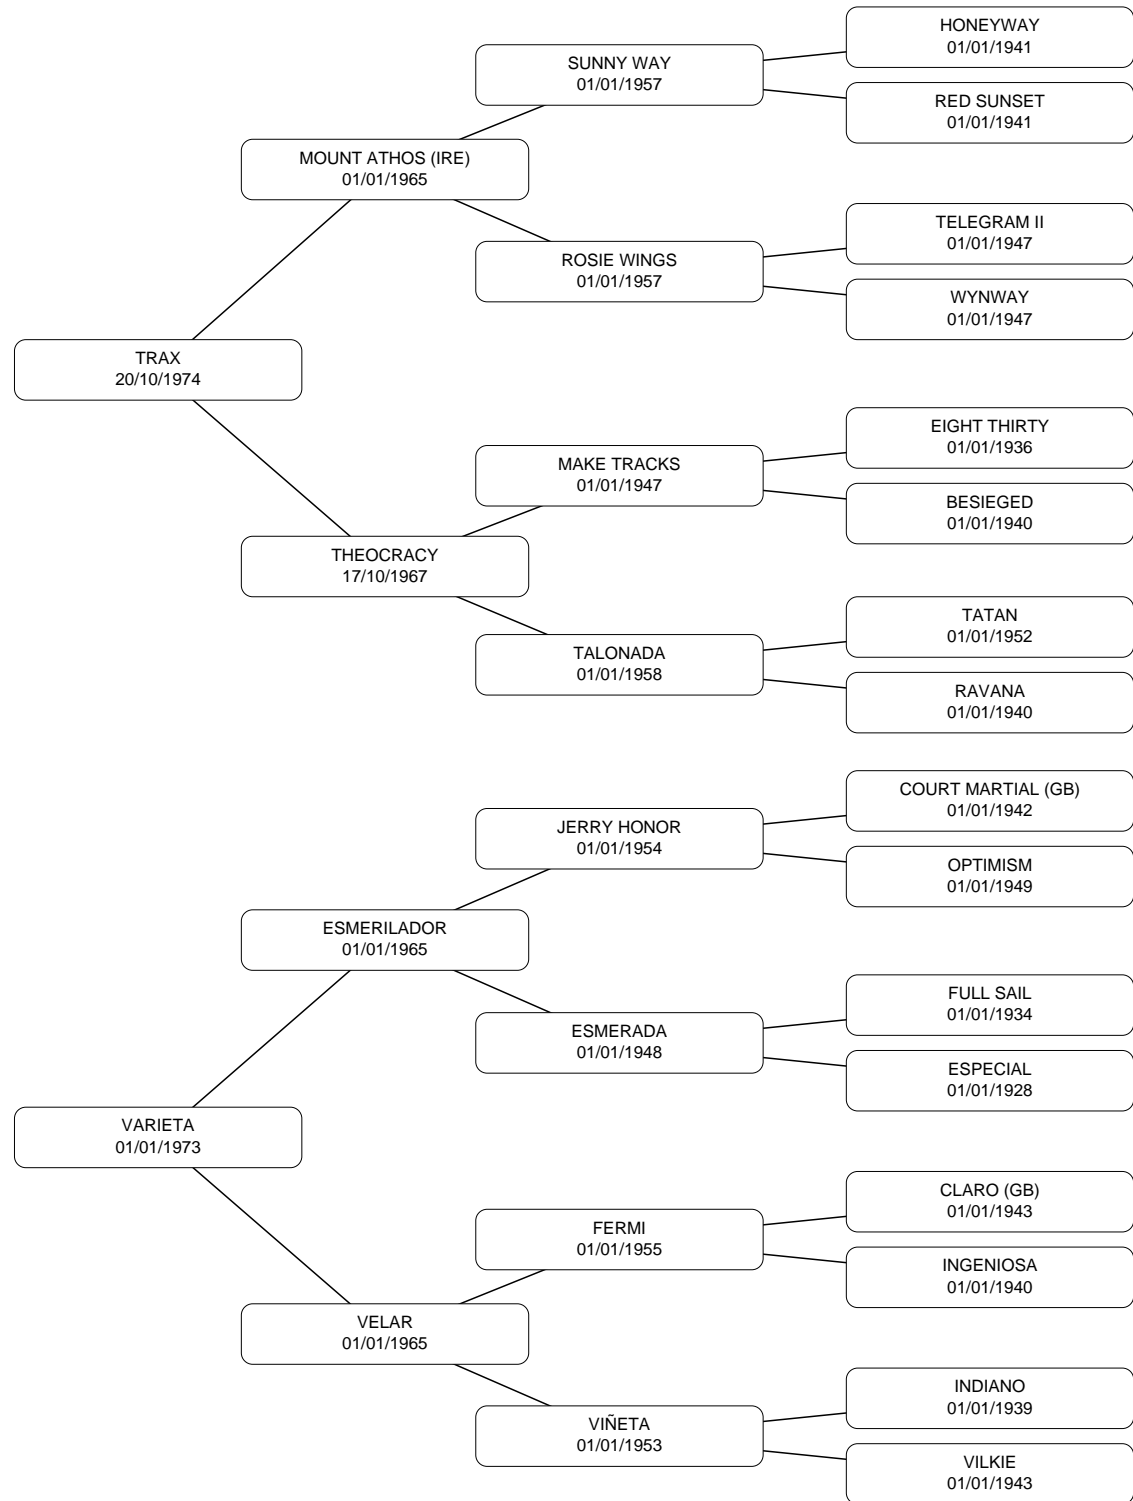 HONEYWAY
01/01/1941
SUNNY WAY
01/01/1957
RED SUNSET
01/01/1941
MOUNT ATHOS (IRE)
01/01/1965
TELEGRAM II
01/01/1947
ROSIE WINGS
01/01/1957
WYNWAY
01/01/1947
TRAX
20/10/1974
EIGHT THIRTY
01/01/1936
MAKE TRACKS
01/01/1947
BESIEGED
01/01/1940
THEOCRACY
17/10/1967
TATAN
01/01/1952
TALONADA
01/01/1958
RAVANA
01/01/1940
COURT MARTIAL (GB)
01/01/1942
JERRY HONOR
01/01/1954
OPTIMISM
01/01/1949
ESMERILADOR
01/01/1965
FULL SAIL
01/01/1934
ESMERADA
01/01/1948
ESPECIAL
01/01/1928
VARIETA
01/01/1973
CLARO (GB)
01/01/1943
FERMI
01/01/1955
INGENIOSA
01/01/1940
VELAR
01/01/1965
INDIANO
01/01/1939
VIÑETA
01/01/1953
VILKIE
01/01/1943